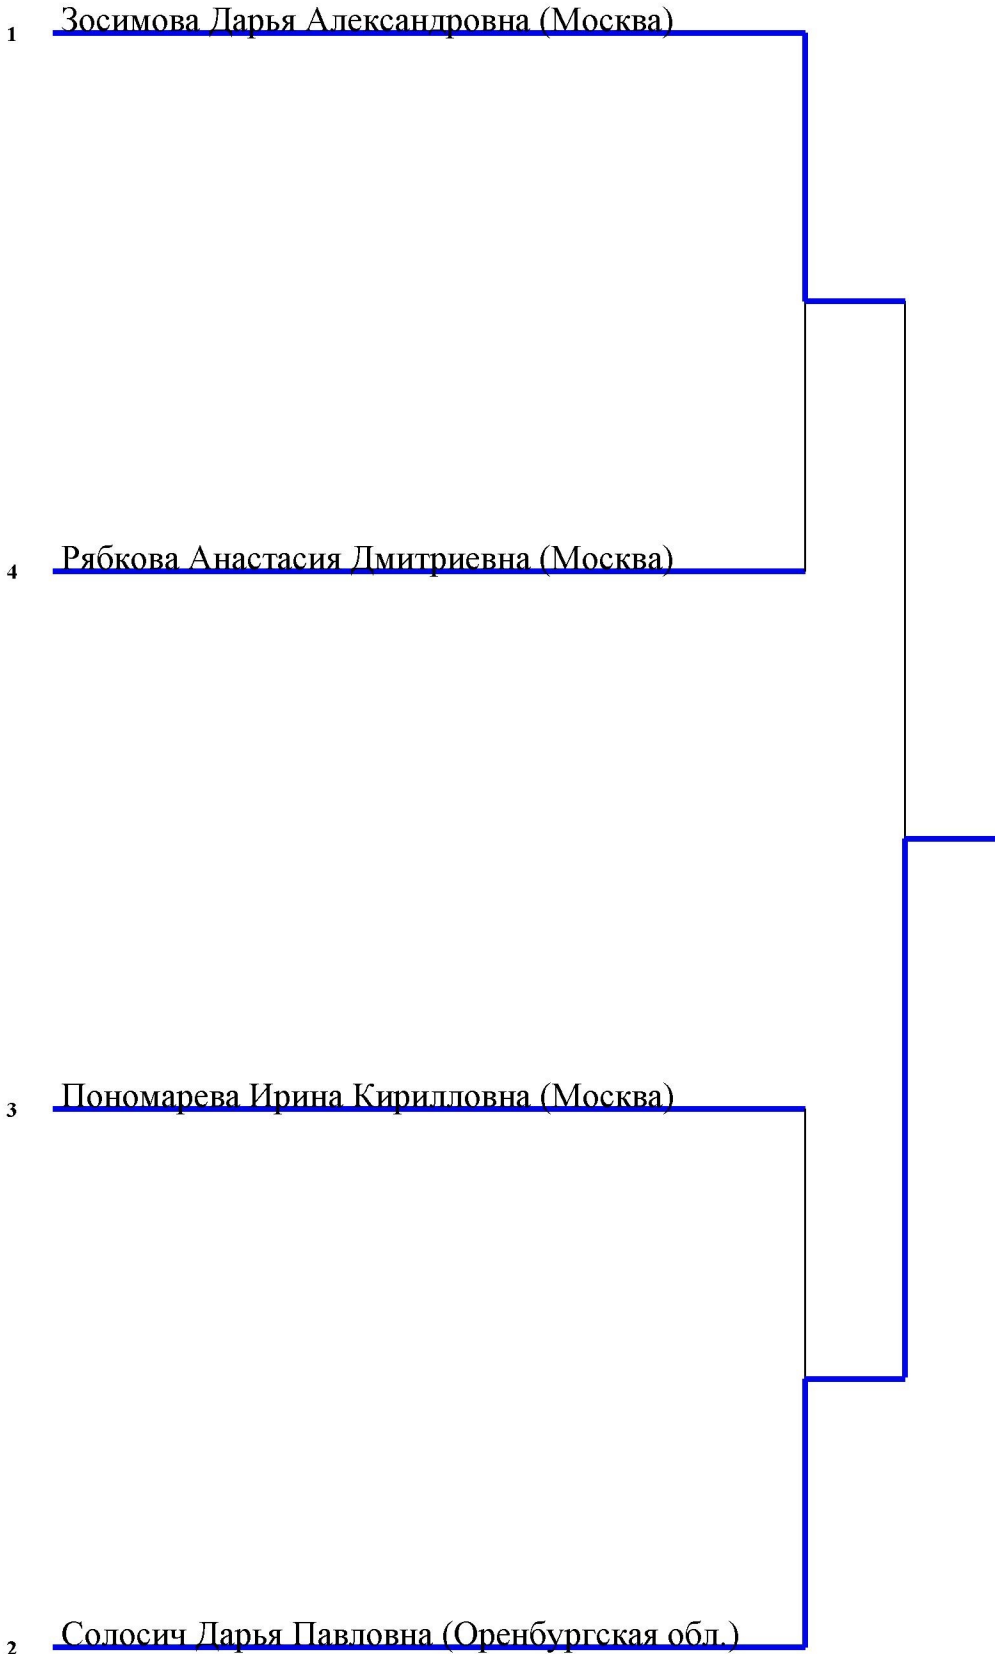 1 Зосимова Дарья Александровна (Москва)
4 Рябкова Анастасия Дмитриевна (Москва)
3 Пономарева Ирина Кирилловна (Москва)
2 Солосич Дарья Павловна (Оренбургская обл.)